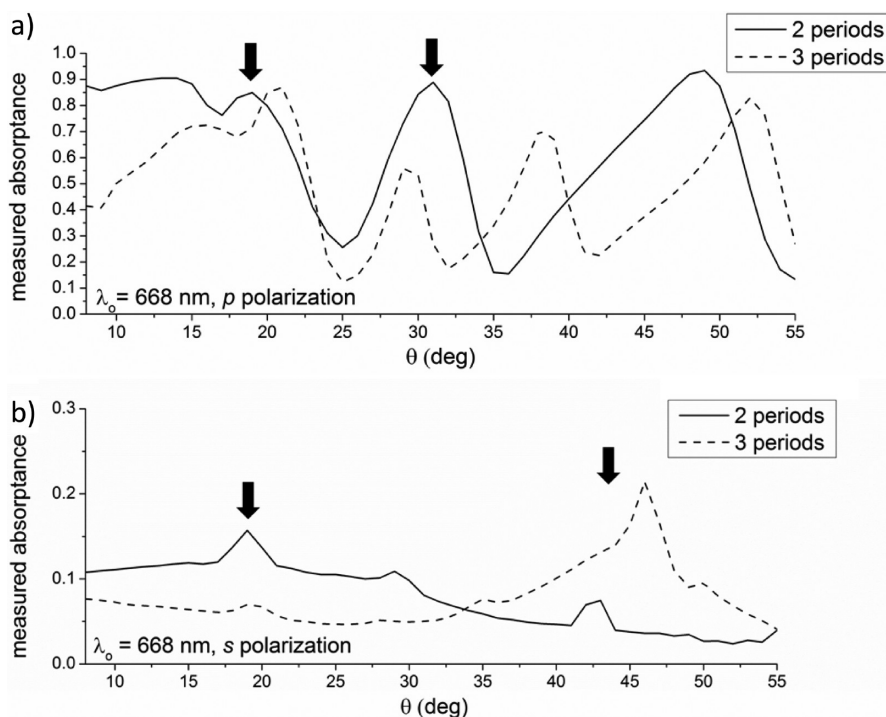 a)
2 periods
3 periods
measured absorptance
1.0
0.9
0.8
0.7
0.6
0.5
0.4
0.3
0.2
0.1
0.0
λo= 668 nm, p polarization
10 15 20 25 30 35 40 45 50 55
θ (deg)
b)
2 periods
3 periods
measured absorptance
0.3
0.2
0.1
0.0
λo= 668 nm, s polarization
10 15 20 25 30 35 40 45 50 55
θ (deg)